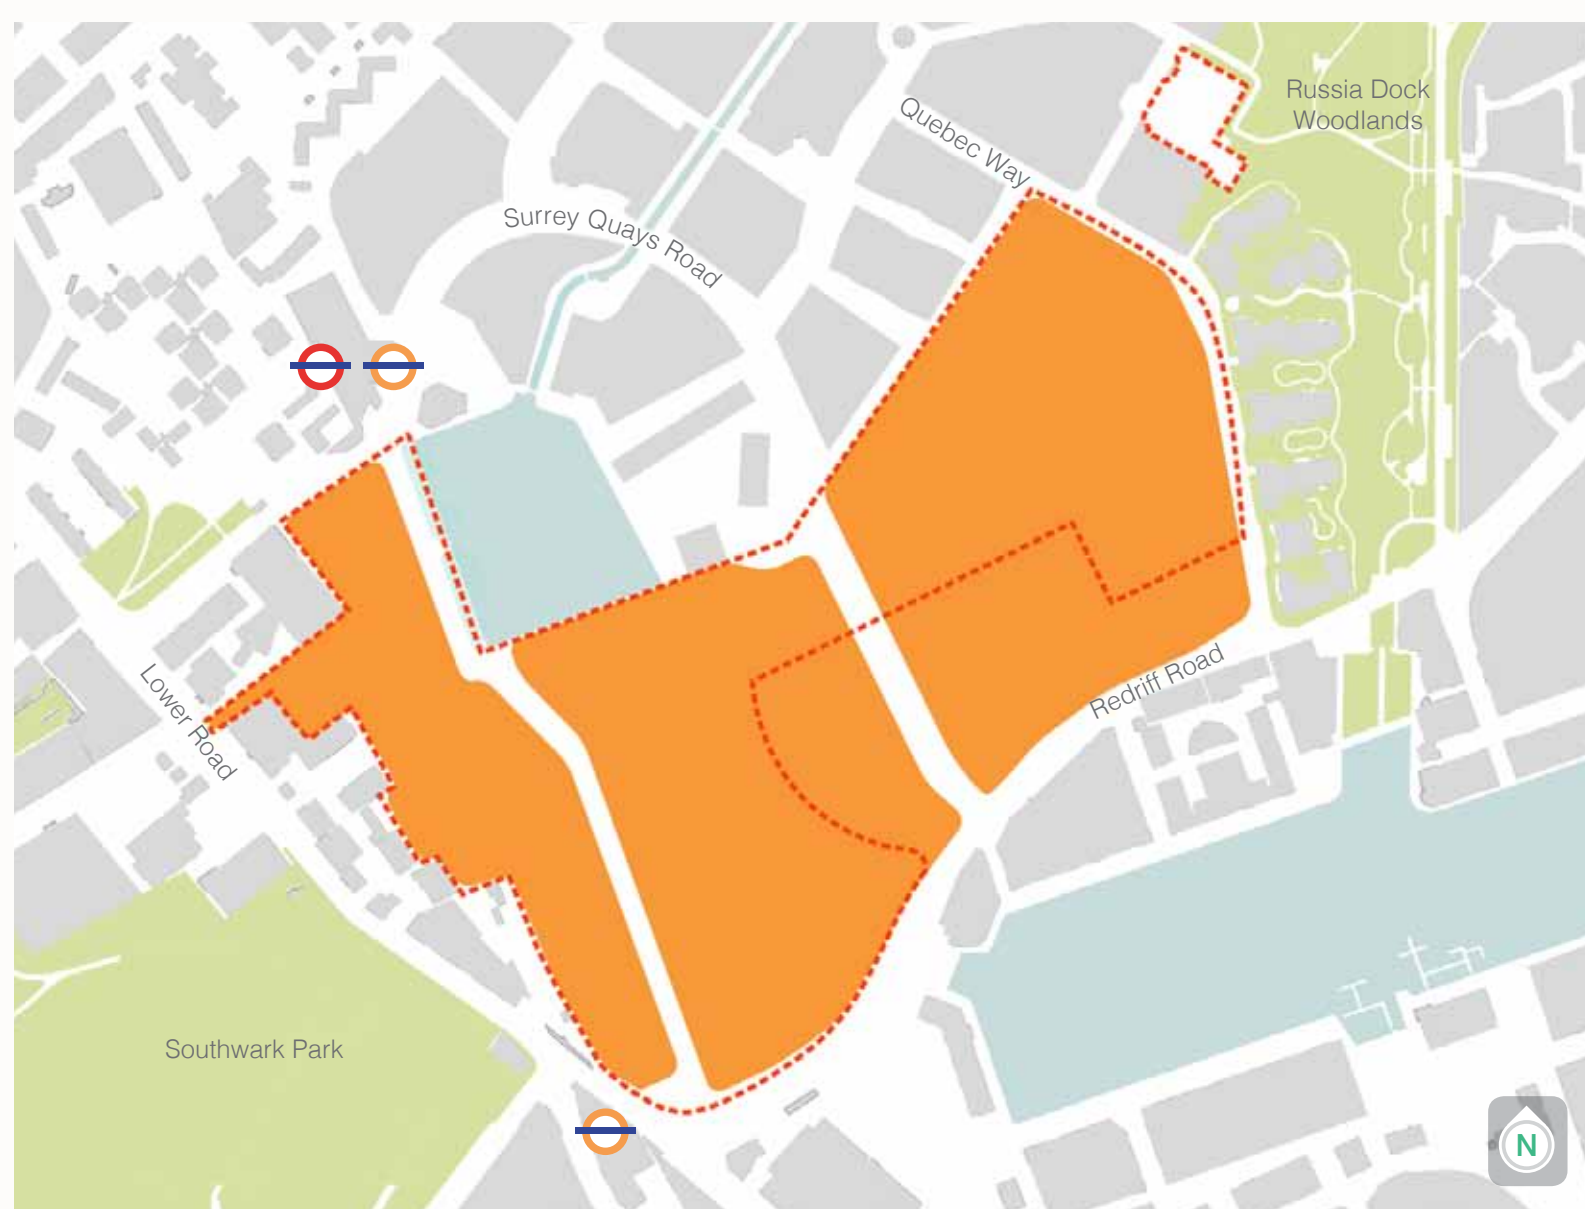 Russia Dock
Woodlands
Quebec Way
Surrey Quays Road
Lower Road
Redriff Road
Southwark Park
N